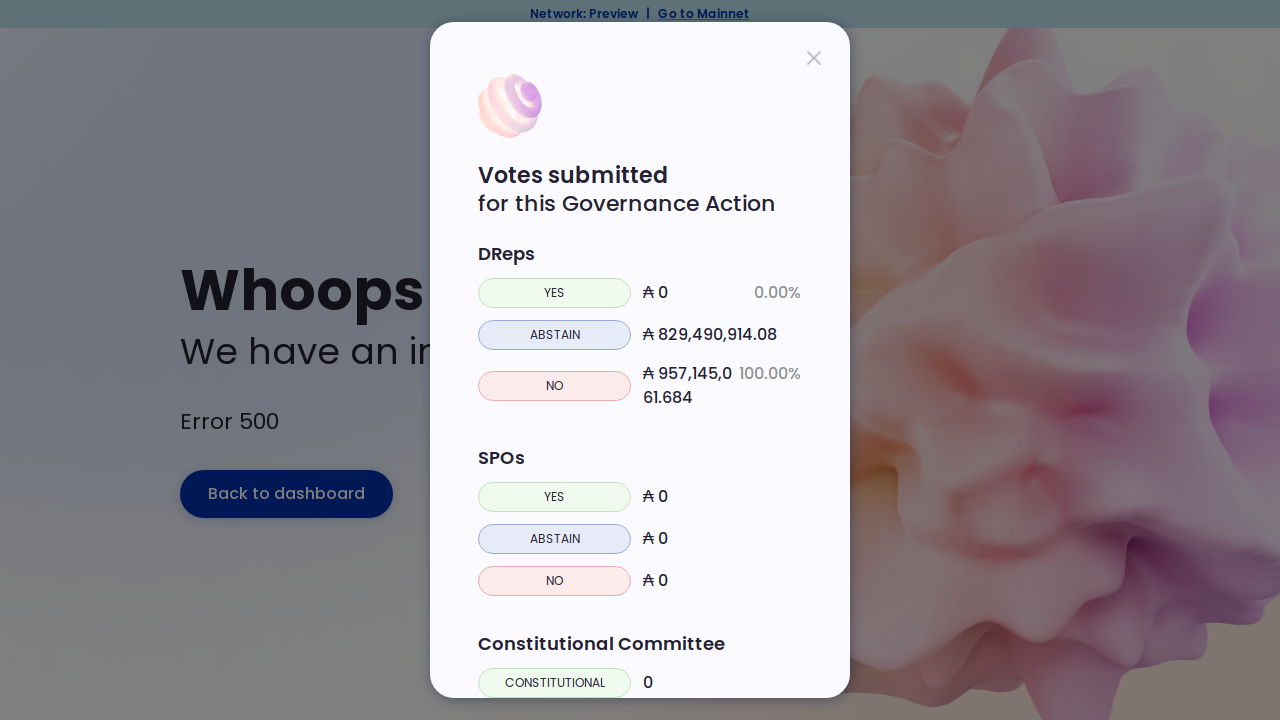 Network: Preview | Go to Mainnet
Votes submitted
for this Governance Action
DReps
YES ₳ 0 0.00%
ABSTAIN ₳ 829,490,914.08
NO ₳ 957,145,0 100.00%
61.684
SPOs
YES ₳ 0
ABSTAIN ₳ 0
NO ₳ 0
Constitutional Committee
CONSTITUTIONAL 0
Whoops
We have an
Error 500
Back to dashboard